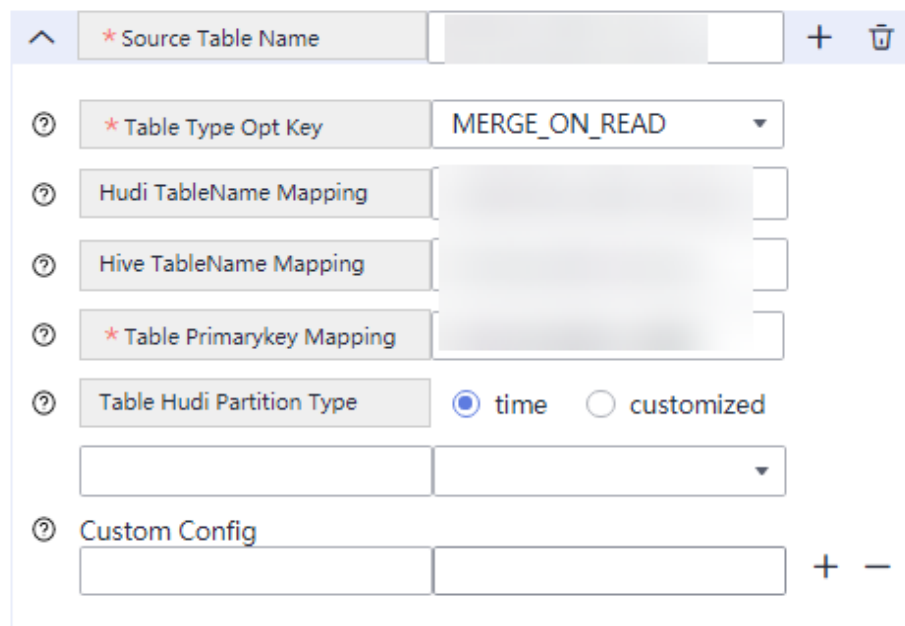 * Source Table Name
* Table Type Opt Key MERGE_ON_READ
Hudi TableName Mapping
Hive TableName Mapping
* Table Primarykey Mapping
Table Hudi Partition Type time customized
Custom Config